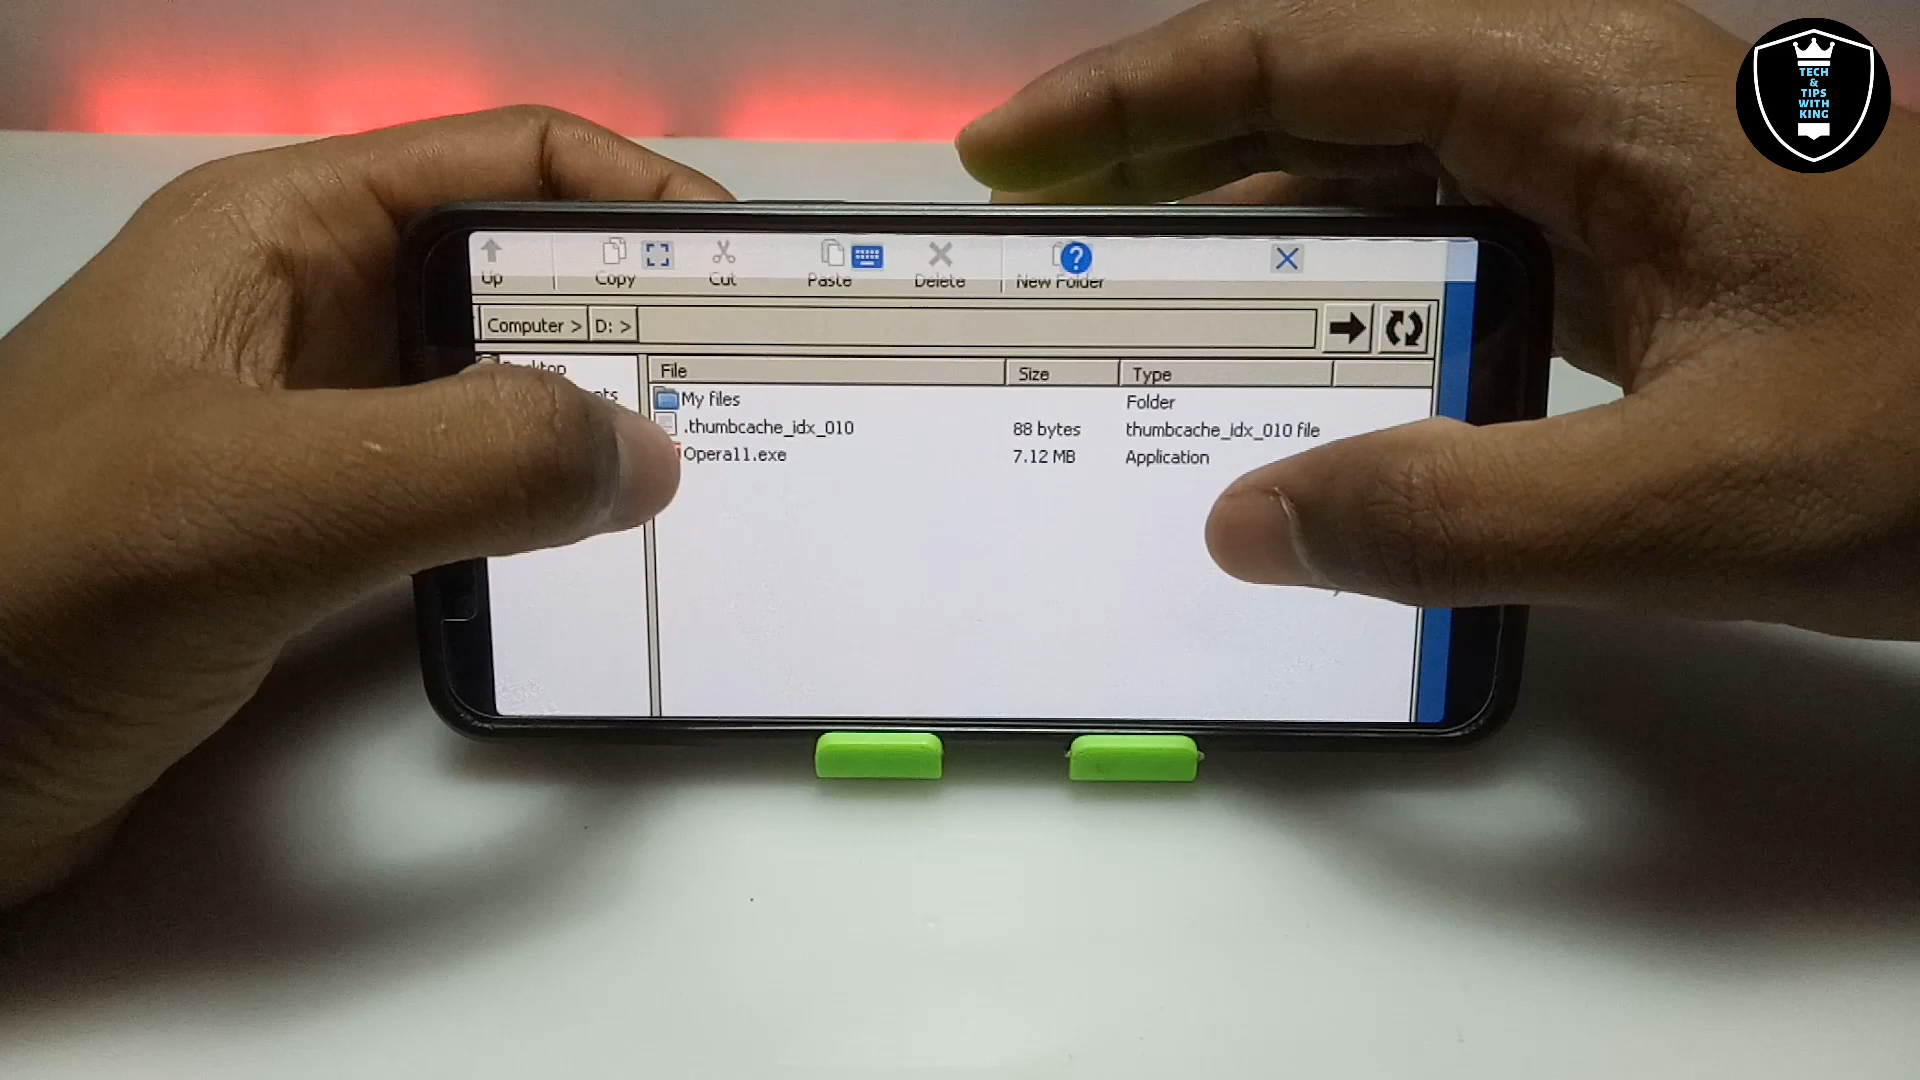 TECH
&
TIPS
WITH
KING
?
Up
Copy
Cut
Paste
Delete
New Folder
Computer >
D: >
Desktop
File
Size
Type
My files
Folder
.thumbcache_idx_010
88 bytes
thumbcache_idx_010 file
Opera11.exe
7.12 MB
Application